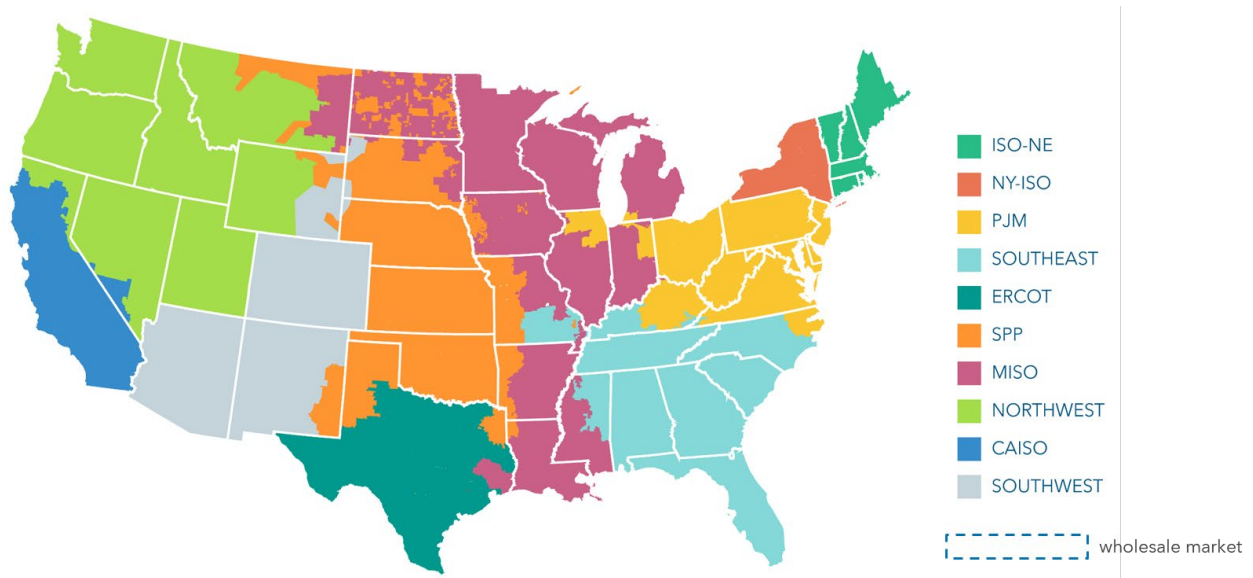 ISO-NE
NY-ISO
PJM
SOUTHEAST
ERCOT
SPP
MISO
NORTHWEST
CAISO
SOUTHWEST
wholesale market